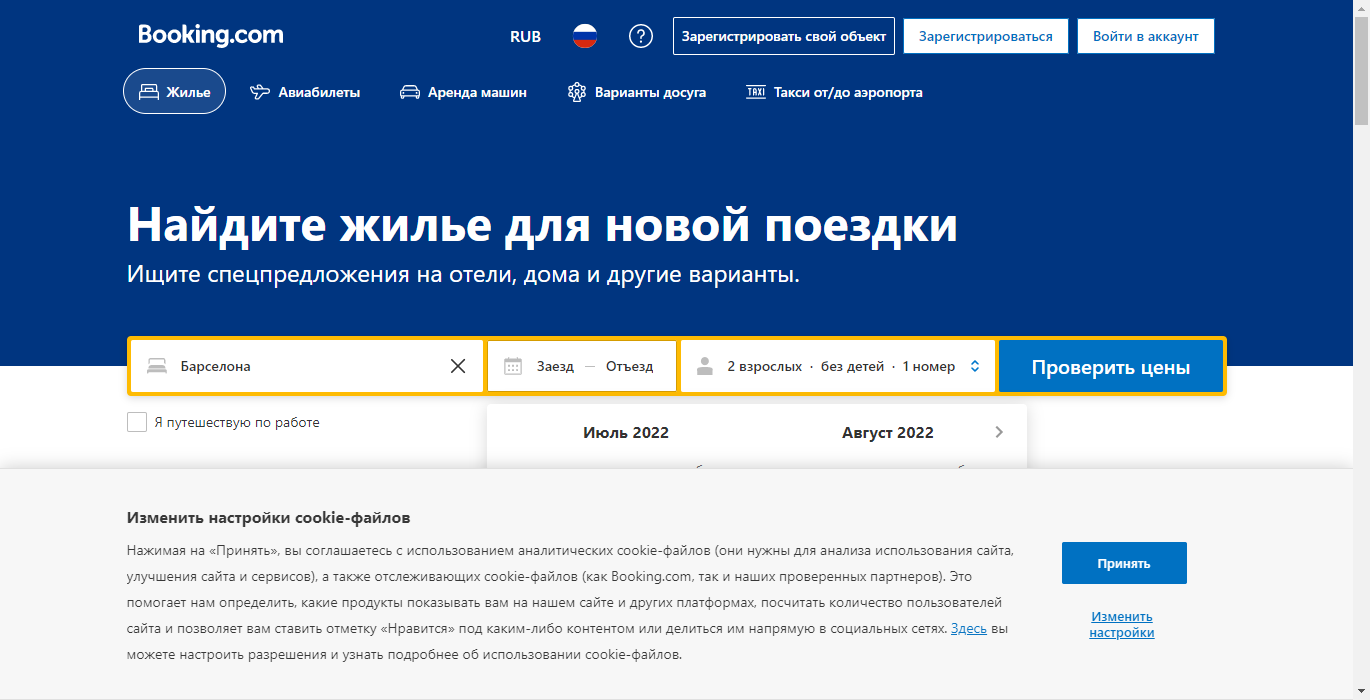 Booking.com
RUB
?
Зарегистрировать свой объект
Зарегистрироваться
Войти в аккаунт
Жилье
Авиабилеты
Аренда машин
Варианты досуга
TAXI
Такси от/до аэропорта
Найдите жилье для новой поездки
Ищите спецпредложения на отели, дома и другие варианты.
Барселона
Заезд — Отъезд
2 взрослых · без детей · 1 номер
Проверить цены
Я путешествую по работе
Июль 2022
Август 2022
Изменить настройки cookie-файлов
Нажимая на «Принять», вы соглашаетесь с использованием аналитических cookie-файлов (они нужны для анализа использования сайта,
улучшения сайта и сервисов), а также отслеживающих cookie-файлов (как Booking.com, так и наших проверенных партнеров). Это
помогает нам определить, какие продукты показывать вам на нашем сайте и других платформах, посчитать количество пользователей
сайта и позволяет вам ставить отметку «Нравится» под каким-либо контентом или делиться им напрямую в социальных сетях. Здесь вы
можете настроить разрешения и узнать подробнее об использовании cookie-файлов.
Принять
Изменить
настройки